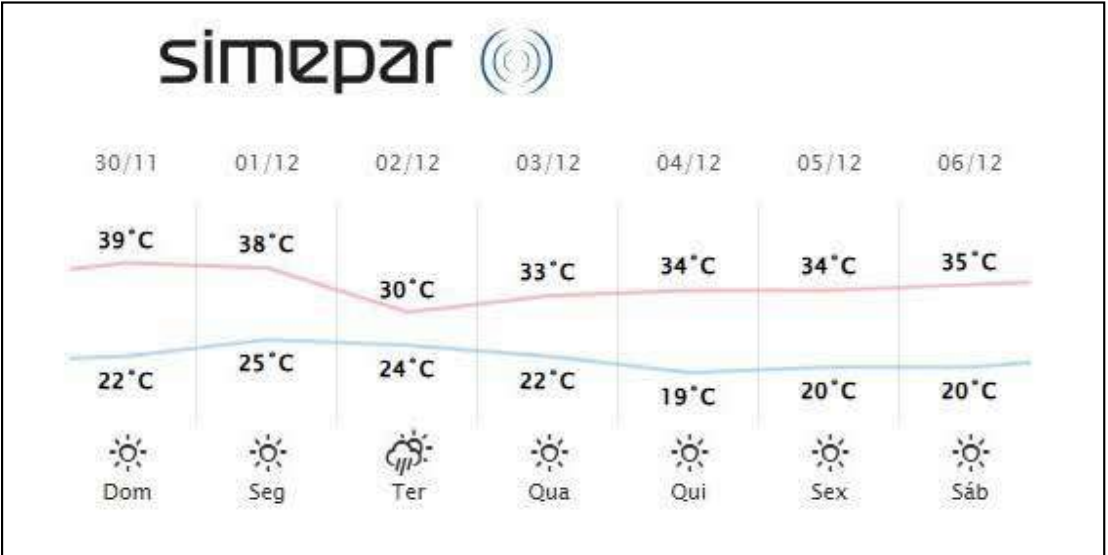 simepar
30/11 01/12 02/12 03/12 04/12 05/12 06/12
39°C 38°C 30°C 33°C 34°C 34°C 35°C
22°C 25°C 24°C 22°C 19°C 20°C 20°C
Dom Seg Ter Qua Qui Sex Sáb